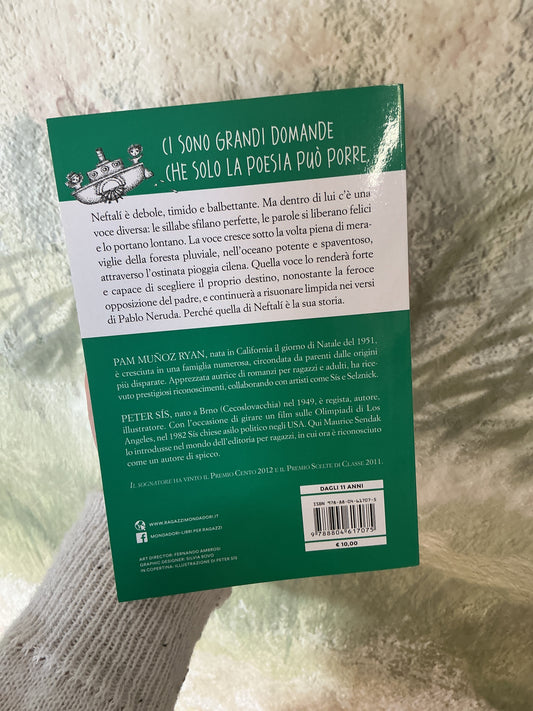 CI SONO GRANDI DOMANDE
CHE SOLO LA POESIA PUÒ PORRE.
Neftalí è debole, timido e balbettante. Ma dentro di lui c'è una
voce diversa: le sillabe sfilano perfette, le parole si liberano felici
e lo portano lontano. La voce cresce sotto la volta piena di mera-
viglie della foresta pluviale, nell'oceano potente e spaventoso,
attraverso l'ostinata pioggia cilena. Quella voce lo renderà forte
e capace di scegliere il proprio destino, nonostante la feroce
opposizione del padre, e continuerà a risuonare limpida nei versi
di Pablo Neruda. Perché quella di Neftalí è la sua storia.
PAM MUÑOZ RYAN, nata in California il giorno di Natale del 1951,
è cresciuta in una famiglia numerosa, circondata da parenti dalle origini
più disparate. Apprezzata autrice di romanzi per ragazzi e adulti, ha rice-
vuto prestigiosi riconoscimenti, collaborando con artisti come Sís e Selznick.
PETER SÍS, nato a Brno (Cecoslovacchia) nel 1949, è regista, autore,
illustratore. Con l'occasione di girare un film sulle Olimpiadi di Los
Angeles, nel 1982 Sís chiese asilo politico negli USA. Qui Maurice Sendak
lo introdusse nel mondo dell'editoria per ragazzi, in cui ora è riconosciuto
come un autore di spicco.
IL SOGNATORE HA VINTO IL PREMIO CENTO 2012 E IL PREMIO SCELTE DI CLASSE 2011.
DAGLI 11 ANNI
ISBN 978-88-04-61707-5
9 788804 617075
€ 10,00
WWW.RAGAZZIMONDADORI.IT
MONDADORI-LIBRI PER RAGAZZI
ART DIRECTOR: FERNANDO AMBROSI
GRAPHIC DESIGNER: SILVIA BOVO
IN COPERTINA: ILLUSTRAZIONE DI PETER SÍS